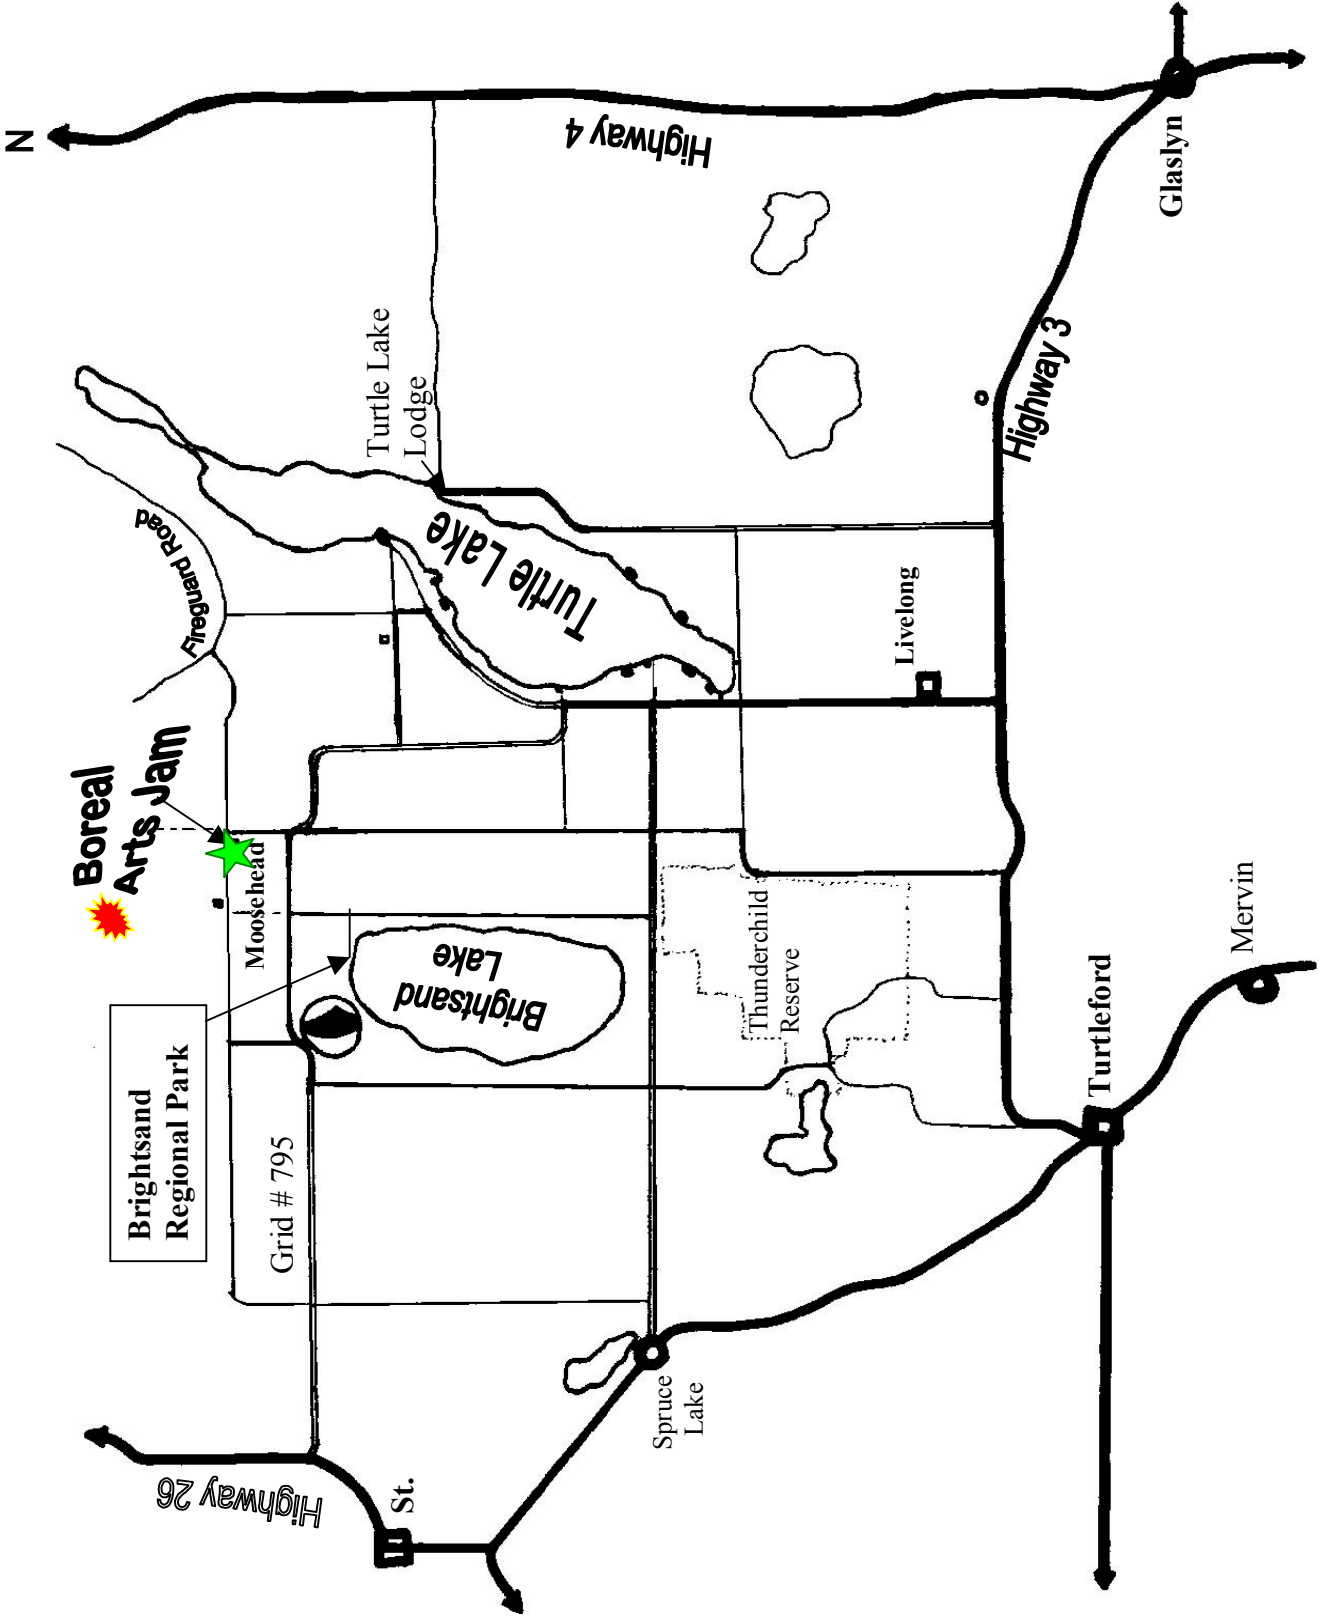 N
Highway 4
Glaslyn
Turtle Lake
Lodge
Highway 3
Fireguard Road
Turtle
Lake
Livelong
Boreal
Arts Jam
Moosehead
Brightsand
Lake
Thunderchild
Reserve
Mervin
Turtleford
Brightsand
Regional Park
Grid # 795
Spruce
Lake
Highway 26
St.